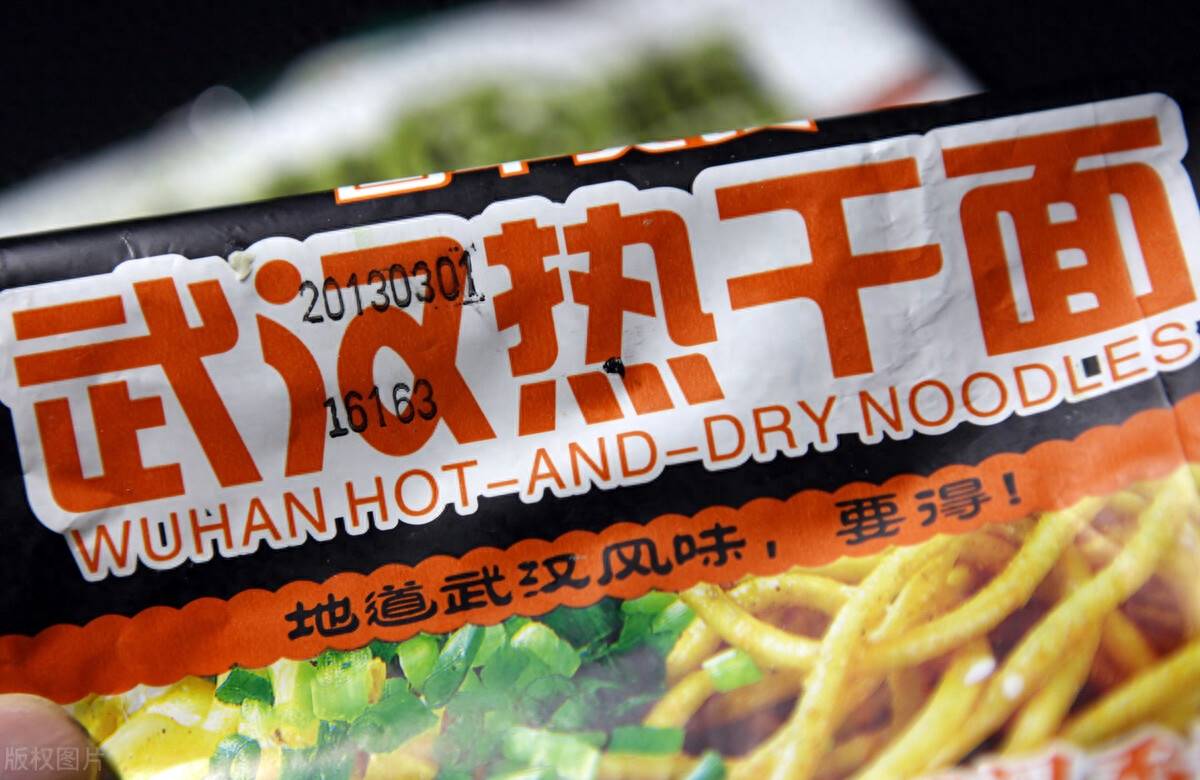 武汉热干面
20130301
16163
WUHAN HOT-AND-DRY NOODLES
地道武汉风味，要得！
版权图片